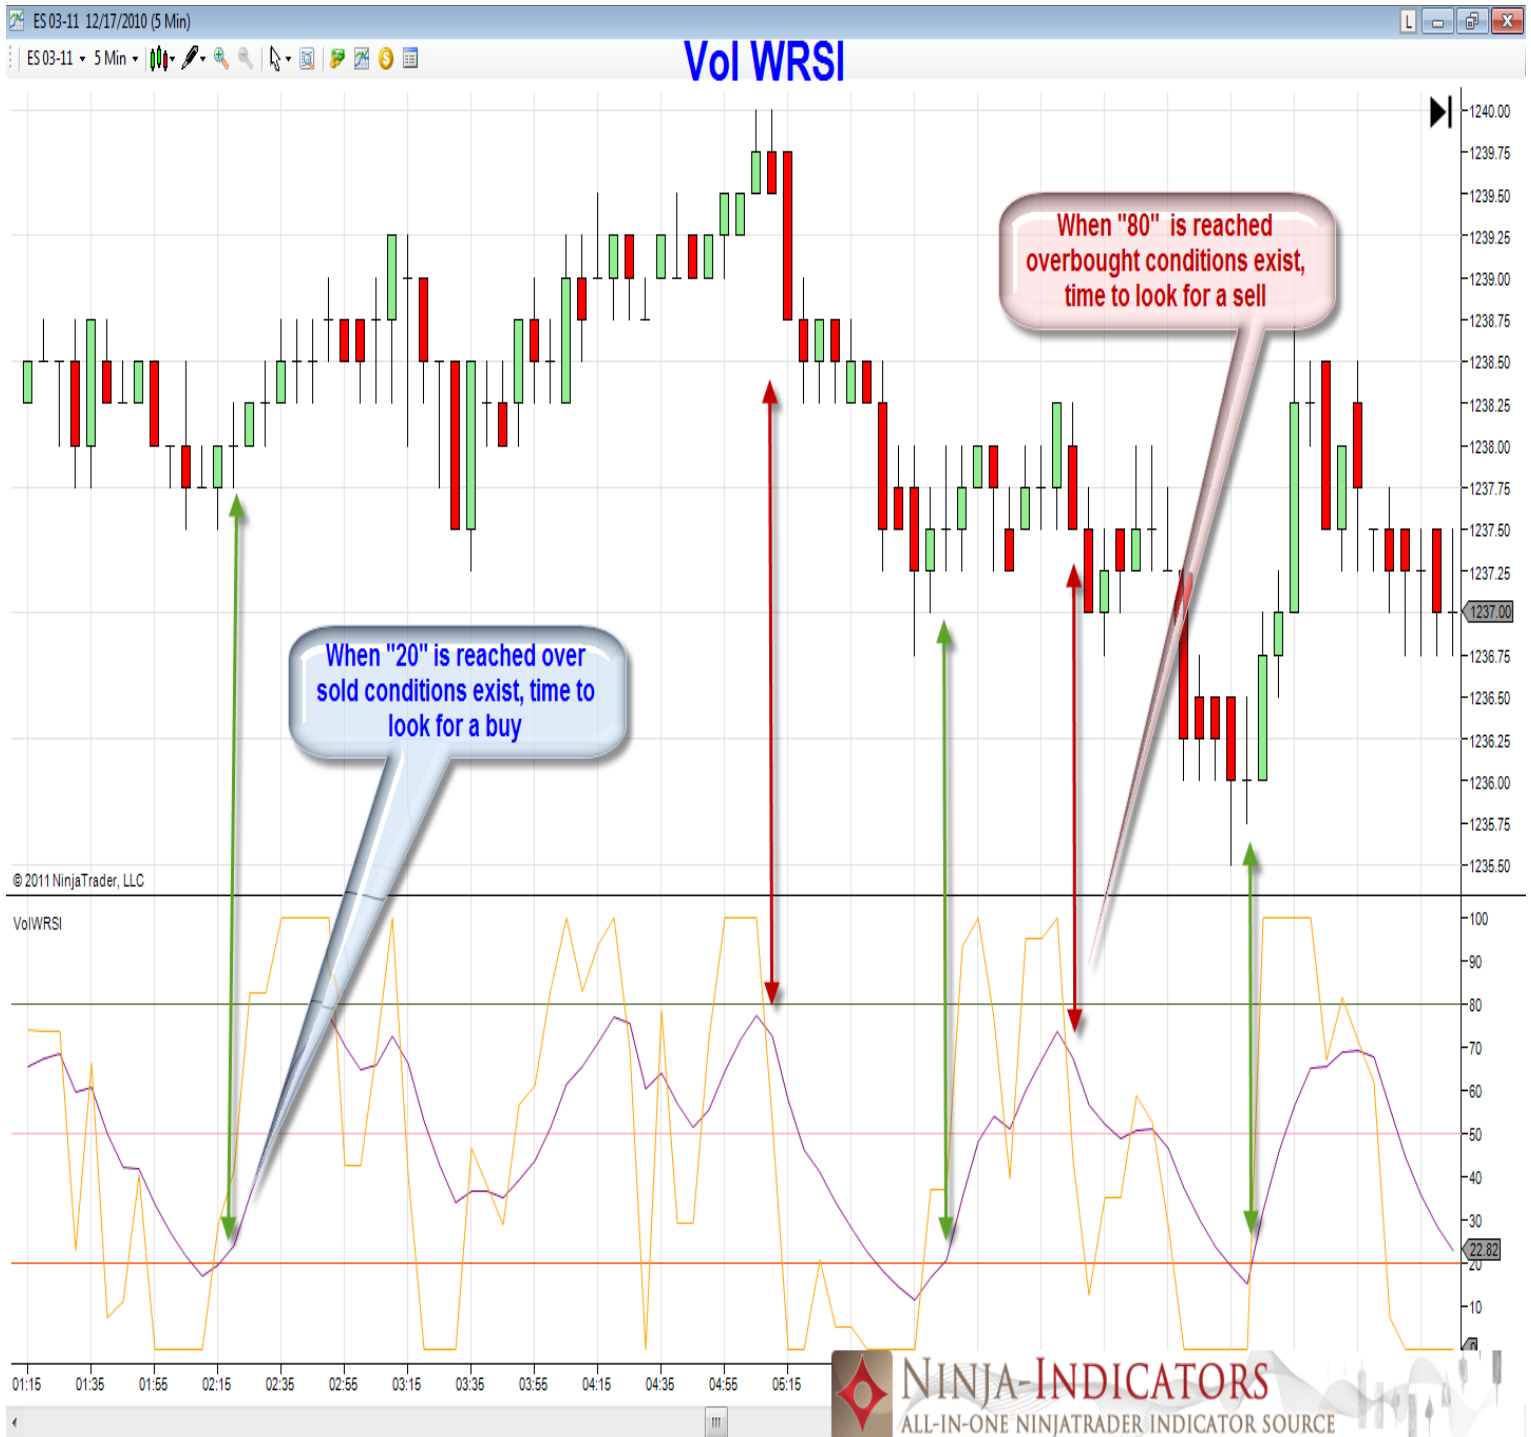 ES 03-11  12/17/2010 (5 Min)
L
ES 03-11
5 Min
Vol WRSI
1240.00
1239.75
1239.50
1239.25
1239.00
1238.75
1238.50
1238.25
1238.00
1237.75
1237.50
1237.25
1237.00
1236.75
1236.50
1236.25
1236.00
1235.75
1235.50
When "80"  is reached
overbought conditions exist,
time to look for a sell
When "20" is reached over
sold conditions exist, time to
look for a buy
© 2011 NinjaTrader, LLC
VolWRSI
100
90
80
70
60
50
40
30
22.82
20
10
0
01:15 01:35 01:55 02:15 02:35 02:55 03:15 03:35 03:55 04:15 04:35 04:55 05:15
NINJA-INDICATORS
ALL-IN-ONE NINJATRADER INDICATOR SOURCE